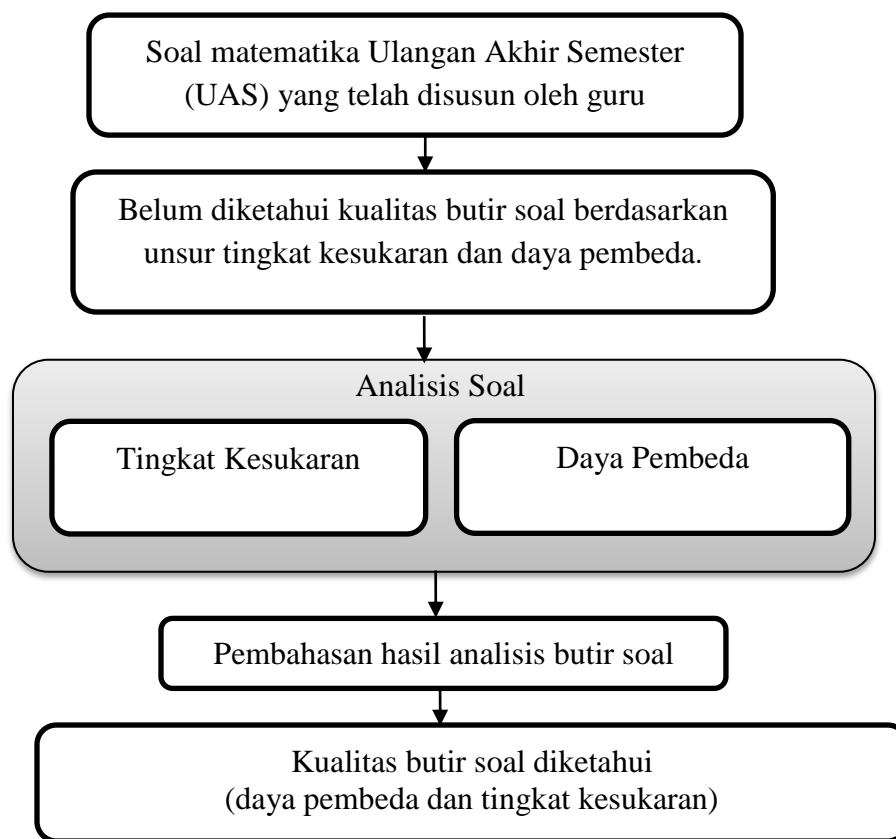 Soal matematika Ulangan Akhir Semester
(UAS) yang telah disusun oleh guru
Belum diketahui kualitas butir soal berdasarkan
unsur tingkat kesukaran dan daya pembeda.
Analisis Soal
Tingkat Kesukaran
Daya Pembeda
Pembahasan hasil analisis butir soal
Kualitas butir soal diketahui
(daya pembeda dan tingkat kesukaran)